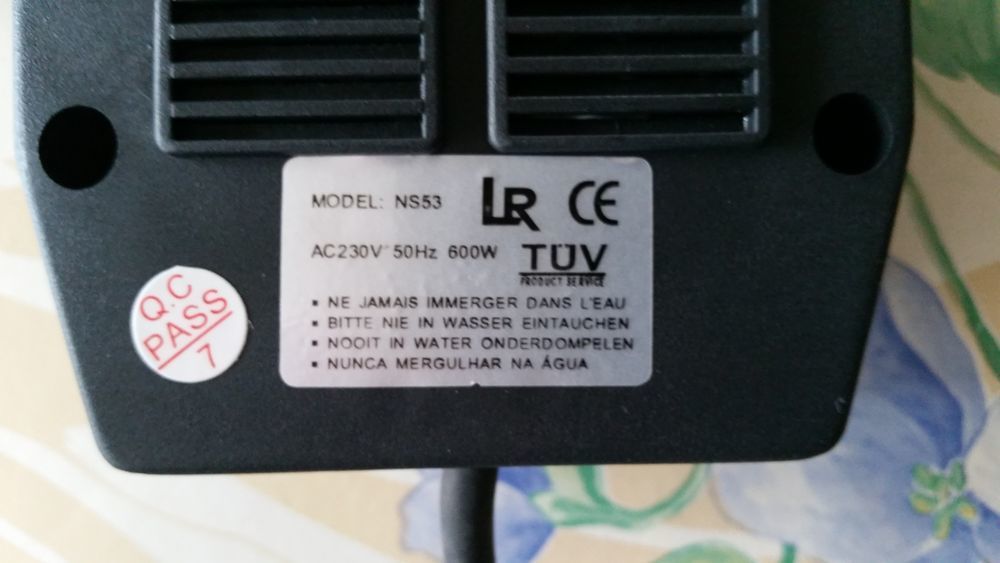 MODEL: NS53 LR CE
AC230V~50Hz 600W TÜV
PRODUCT SERVICE
▪ NE JAMAIS IMMERGER DANS L'EAU
▪ BITTE NIE IN WASSER EINTAUCHEN
▪ NOOIT IN WATER ONDERDOMPELEN
▪ NUNCA MERGULHAR NA ÁGUA
Q.C
PASS
7